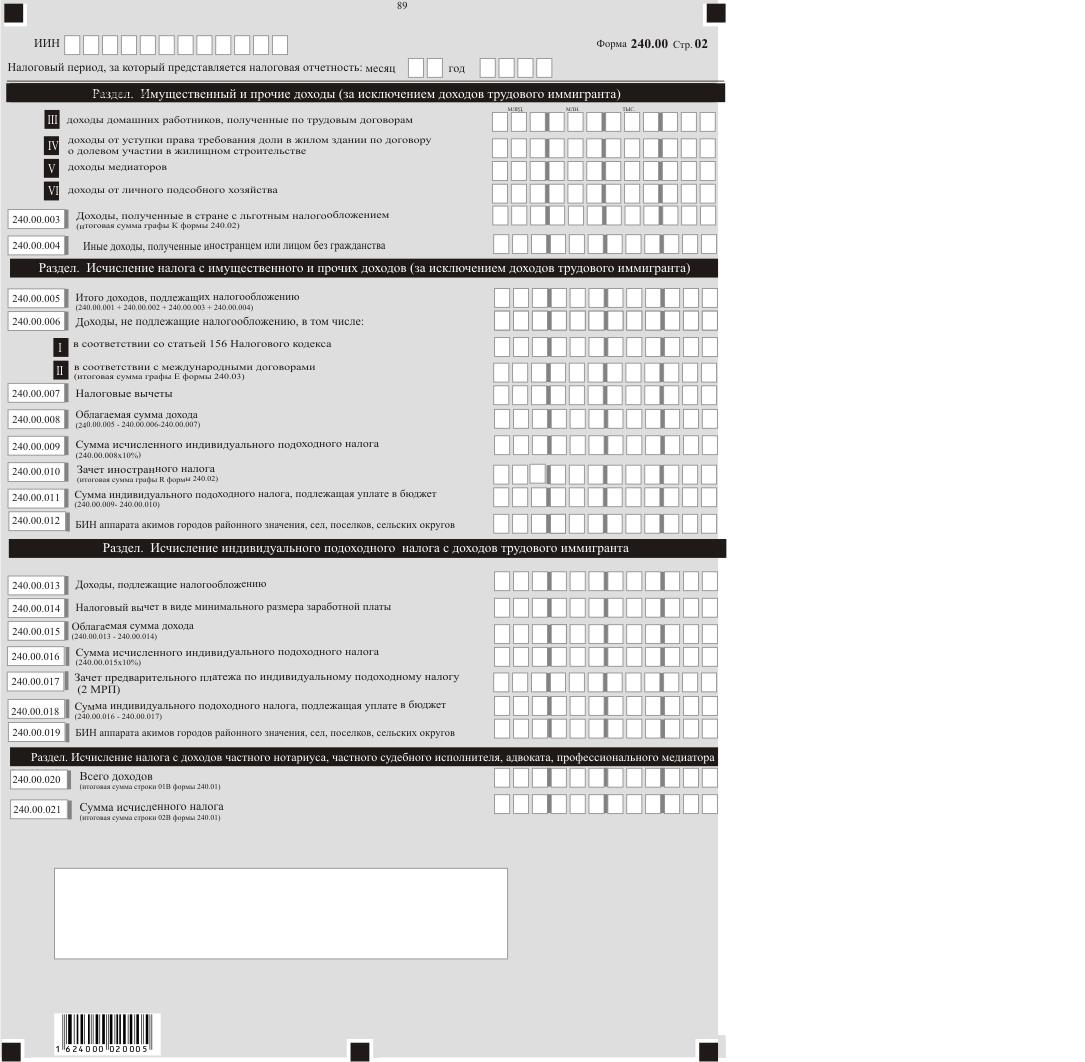 89
ИИН
Форма 240.00 Стр. 02
Налоговый период, за который представляется налоговая отчетность: месяц год
Раздел. Имущественный и прочие доходы (за исключением доходов трудового иммигранта)
млрд. млн. тыс.
III доходы домашних работников, полученные по трудовым договорам
IV доходы от уступки права требования доли в жилом здании по договору
о долевом участии в жилищном строительстве
V доходы медиаторов
VI доходы от личного подсобного хозяйства
240.00.003 Доходы, полученные в стране с льготным налогообложением
(итоговая сумма графы К формы 240.02)
240.00.004 Иные доходы, полученные иностранцем или лицом без гражданства
Раздел. Исчисление налога с имущественного и прочих доходов (за исключением доходов трудового иммигранта)
240.00.005 Итого доходов, подлежащих налогообложению
(240.00.001 + 240.00.002 + 240.00.003 + 240.00.004)
240.00.006 Доходы, не подлежащие налогообложению, в том числе:
I в соответствии со статьей 156 Налогового кодекса
II в соответствии с международными договорами
(итоговая сумма графы Е формы 240.03)
240.00.007 Налоговые вычеты
240.00.008 Облагаемая сумма дохода
(240.00.005 - 240.00.006-240.00.007)
240.00.009 Сумма исчисленного индивидуального подоходного налога
(240.00.008х10%)
240.00.010 Зачет иностранного налога
(итоговая сумма графы R формы 240.02)
240.00.011 Сумма индивидуального подоходного налога, подлежащая уплате в бюджет
(240.00.009- 240.00.010)
240.00.012 БИН аппарата акимов городов районного значения, сел, поселков, сельских округов
Раздел. Исчисление индивидуального подоходного налога с доходов трудового иммигранта
240.00.013 Доходы, подлежащие налогообложению
240.00.014 Налоговый вычет в виде минимального размера заработной платы
240.00.015 Облагаемая сумма дохода
(240.00.013 - 240.00.014)
240.00.016 Сумма исчисленного индивидуального подоходного налога
(240.00.015х10%)
240.00.017 Зачет предварительного платежа по индивидуальному подоходному налогу
(2 МРП)
240.00.018 Сумма индивидуального подоходного налога, подлежащая уплате в бюджет
(240.00.016 - 240.00.017)
240.00.019 БИН аппарата акимов городов районного значения, сел, поселков, сельских округов
Раздел. Исчисление налога с доходов частного нотариуса, частного судебного исполнителя, адвоката, профессионального медиатора
240.00.020 Всего доходов
(итоговая сумма строки 01В формы 240.01)
240.00.021 Сумма исчисленного налога
(итоговая сумма строки 02В формы 240.01)
1 624000 020005